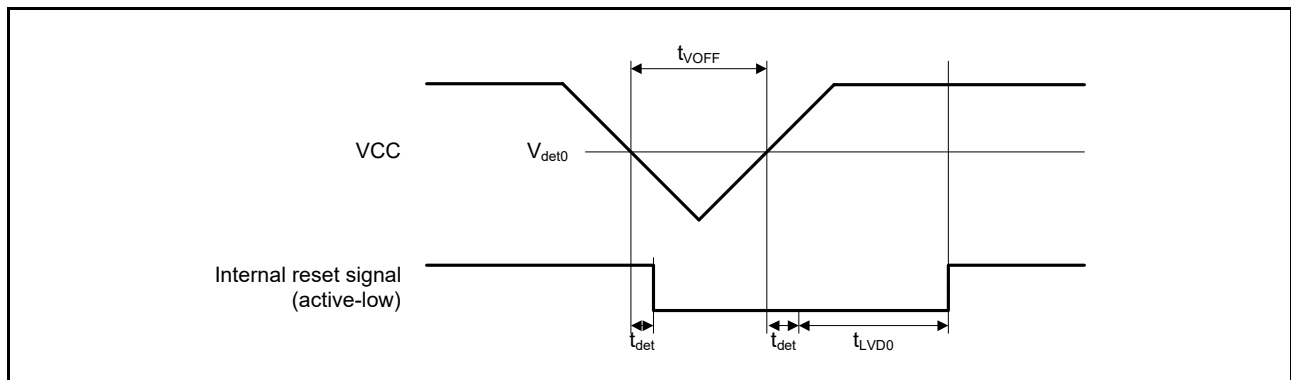 tVOFF
VCC
Vdet0
Internal reset signal
(active-low)
tdet
tdet
tLVD0